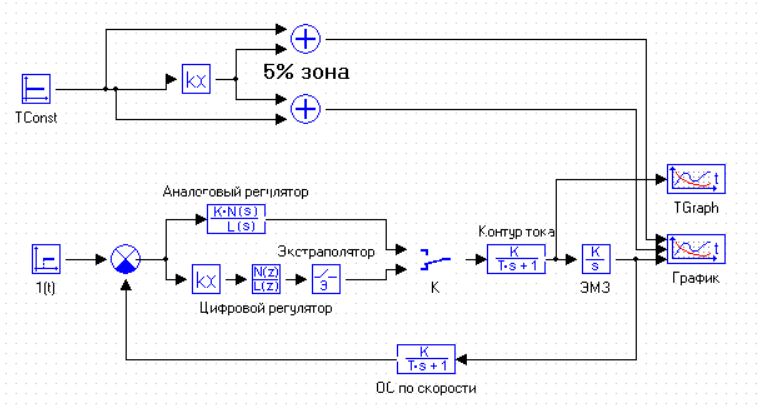 5% зона
kx
TConst
Аналоговый регулятор
K·N(s)
L(s)
TGraph
Контур тока
Экстраполятор
K
T·s + 1
K
s
График
kx
N(z)
L(z)
Э
1(t)
К
ЭМЗ
Цифровой регулятор
K
T·s + 1
ОС по скорости